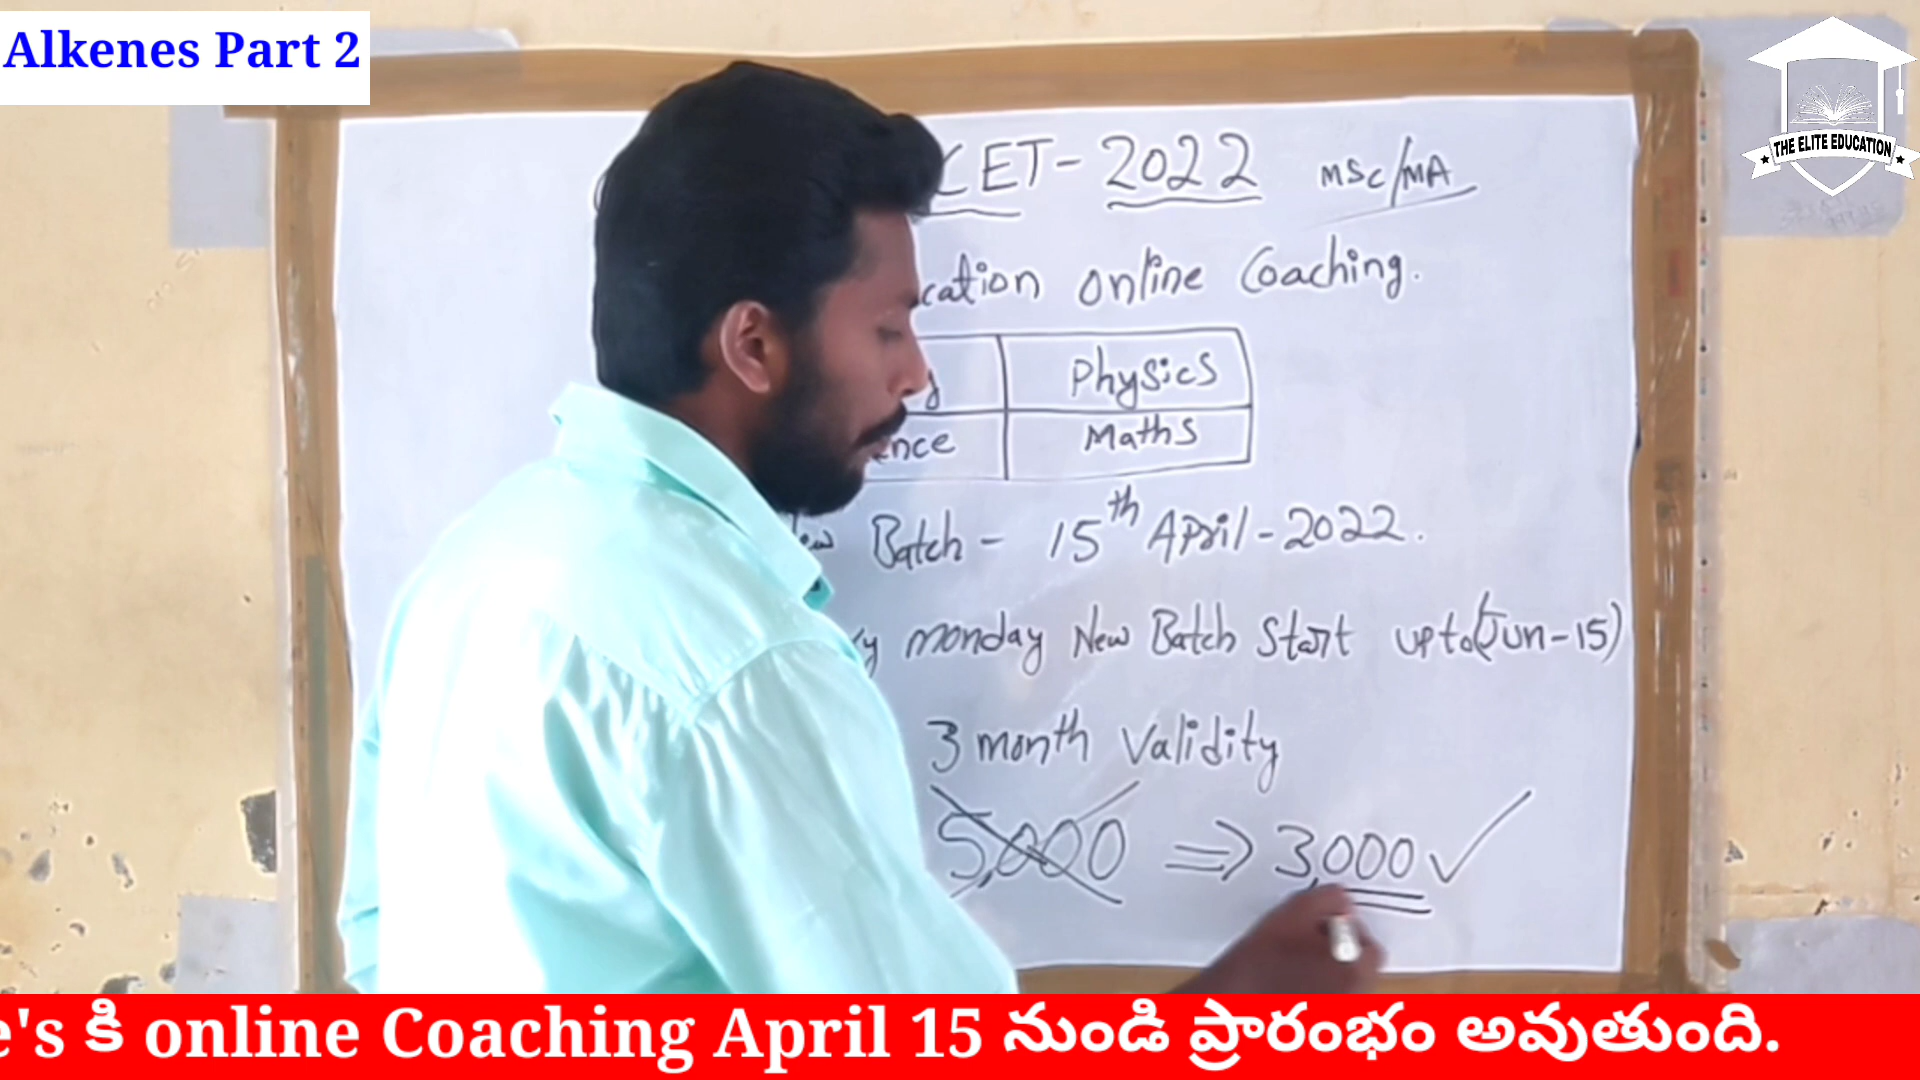 Alkenes Part 2
THE ELITE EDUCATION
CET- 2022 MSc/MA
cation online Coaching.
Physics
ence Maths
New Batch - 15th April-2022.
y monday New Batch Start upto(Jun-15)
3 month Validity
5,000 => 3,000 ✓
e's కి online Coaching April 15 నుండి ప్రారంభం అవుతుంది.